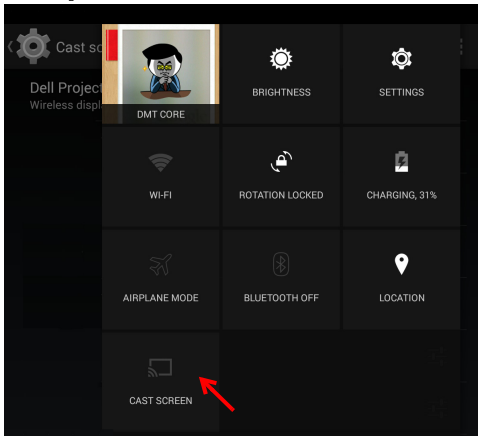 Cast sc
Dell Project
Wireless displ
DMT CORE
BRIGHTNESS
SETTINGS
WI-FI
ROTATION LOCKED
CHARGING, 31%
AIRPLANE MODE
BLUETOOTH OFF
LOCATION
CAST SCREEN